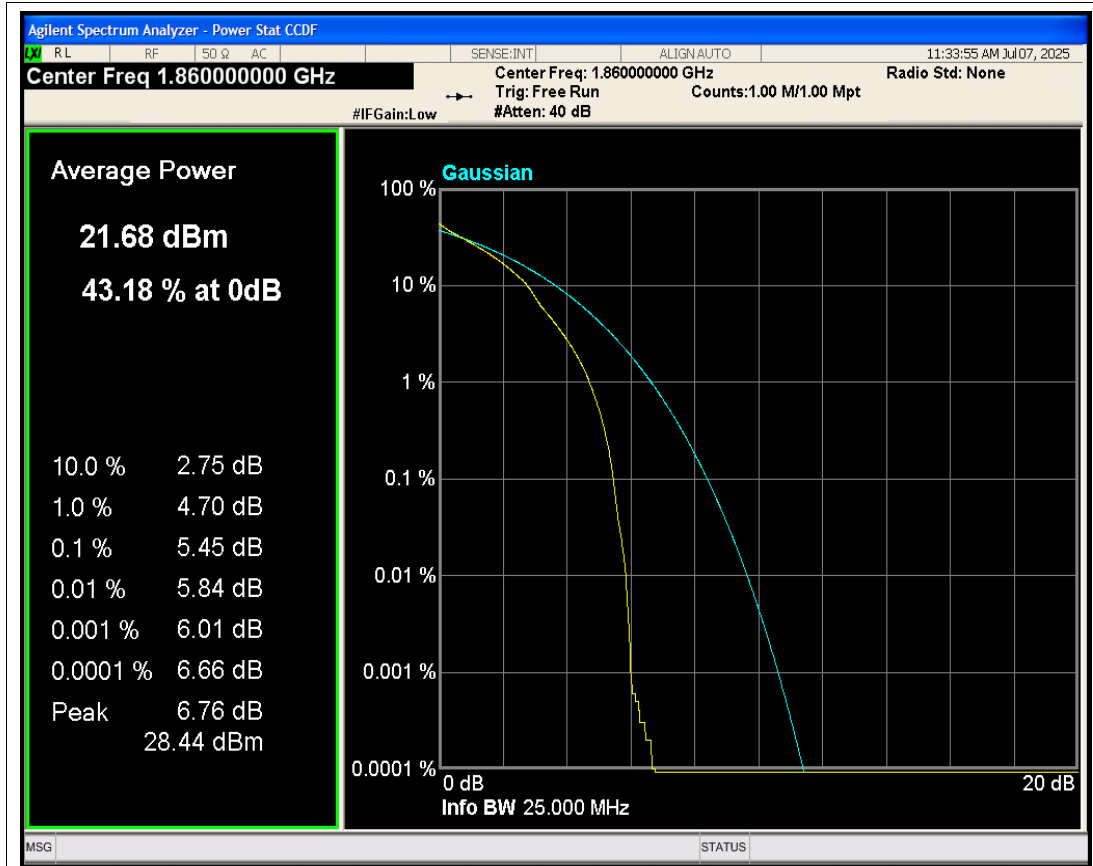 Agilent Spectrum Analyzer - Power Stat CCDF
LXI RL RF 50 Ω AC SENSE:INT ALIGN AUTO 11:33:55 AM Jul 07, 2025
Center Freq 1.860000000 GHz
Center Freq: 1.860000000 GHz Radio Std: None
Trig: Free Run Counts:1.00 M/1.00 Mpt
#IFGain:Low #Atten: 40 dB
Average Power
21.68 dBm
43.18 % at 0dB
10.0 % 2.75 dB
1.0 % 4.70 dB
0.1 % 5.45 dB
0.01 % 5.84 dB
0.001 % 6.01 dB
0.0001 % 6.66 dB
Peak 6.76 dB
28.44 dBm
Gaussian
100 %
10 %
1 %
0.1 %
0.01 %
0.001 %
0.0001 %
0 dB 20 dB
Info BW 25.000 MHz
MSG STATUS